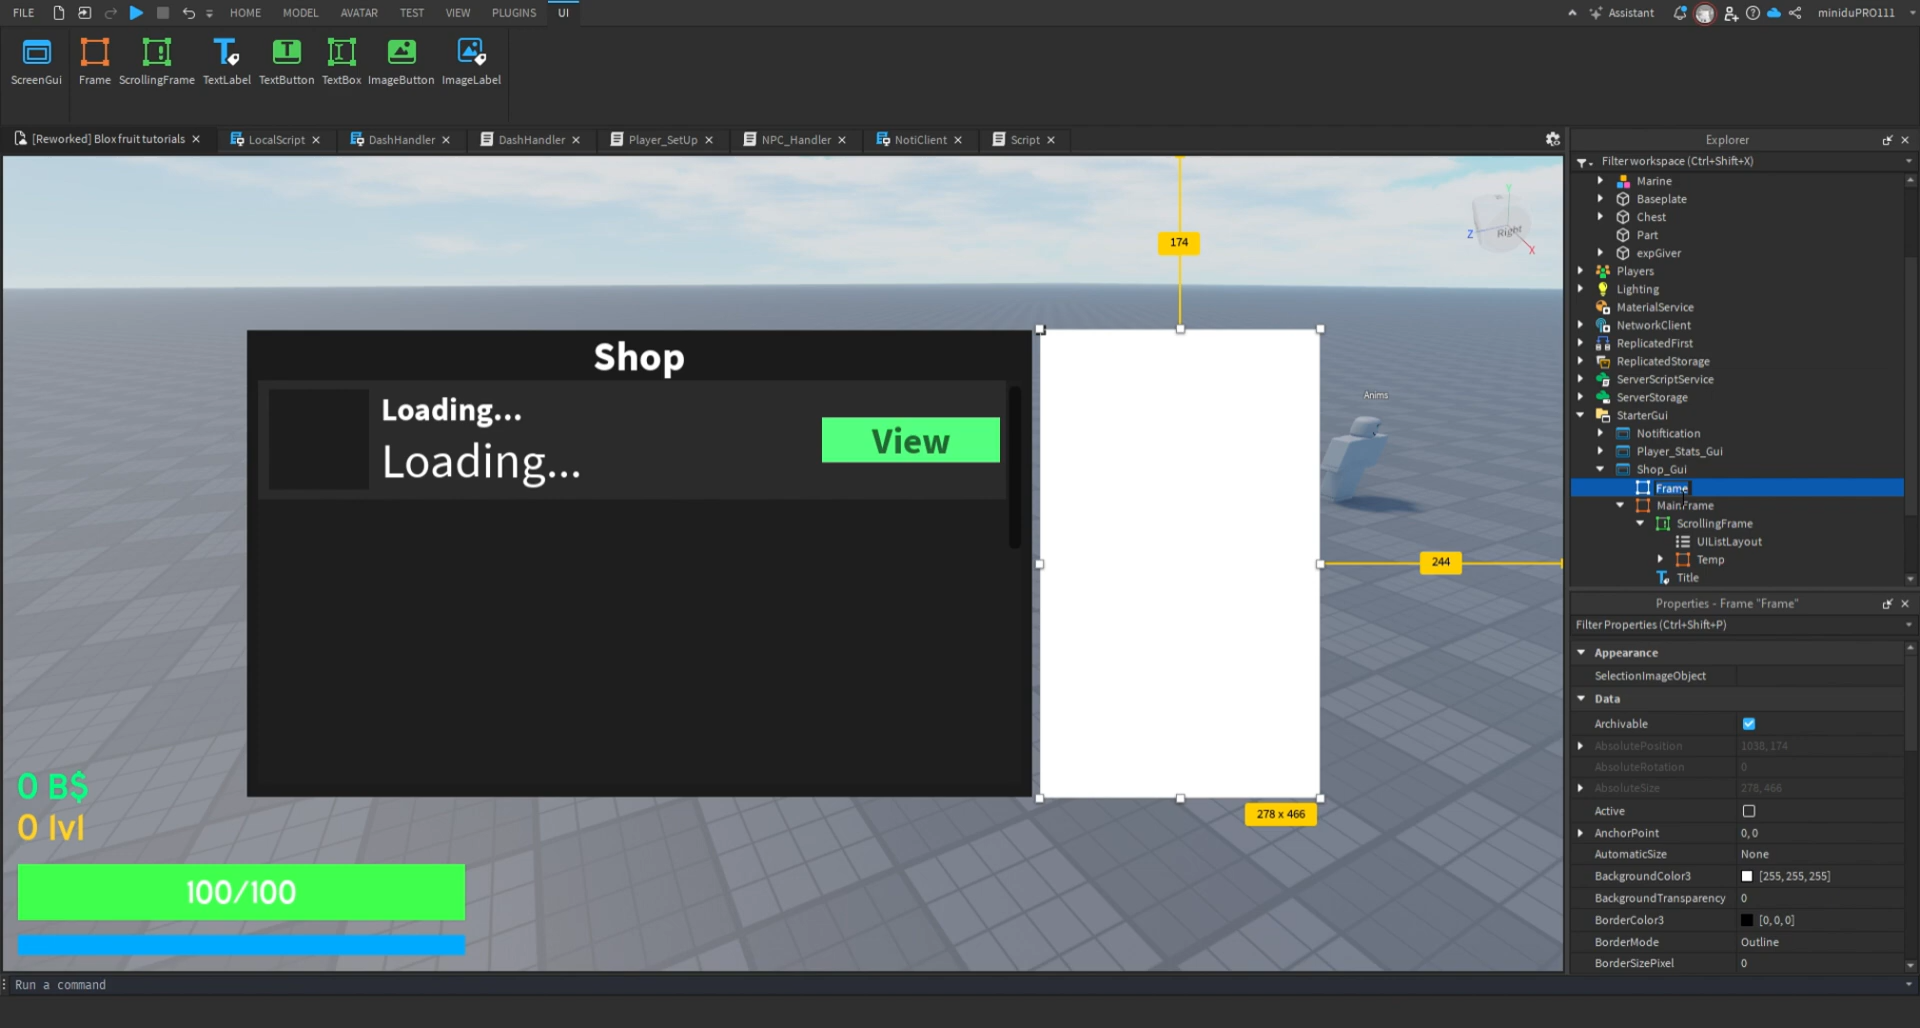 FILE HOME MODEL AVATAR TEST VIEW PLUGINS UI Assistant miniduPRO111
ScreenGui Frame ScrollingFrame TextLabel TextButton TextBox ImageButton ImageLabel
[Reworked] Blox fruit tutorials LocalScript DashHandler DashHandler Player_SetUp NPC_Handler NotiClient Script
Explorer
Filter workspace (Ctrl+Shift+X)
Marine
Baseplate
Chest
Part
expGiver
Players
Lighting
MaterialService
NetworkClient
ReplicatedFirst
ReplicatedStorage
ServerScriptService
ServerStorage
StarterGui
Notiftication
Player_Stats_Gui
Shop_Gui
Frame
MainFrame
ScrollingFrame
UIListLayout
Temp
Title
Properties - Frame "Frame"
Filter Properties (Ctrl+Shift+P)
Appearance
SelectionImageObject
Data
Archivable
AbsolutePosition 1038, 174
AbsoluteRotation 0
AbsoluteSize 278, 466
Active
AnchorPoint 0, 0
AutomaticSize None
BackgroundColor3 [255, 255, 255]
BackgroundTransparency 0
BorderColor3 [0, 0, 0]
BorderMode Outline
BorderSizePixel 0
174
Y
Z
Right
X
Shop
Loading...
Loading...
View
Anims
244
278 x 466
0 B$
0 lvl
100/100
Run a command